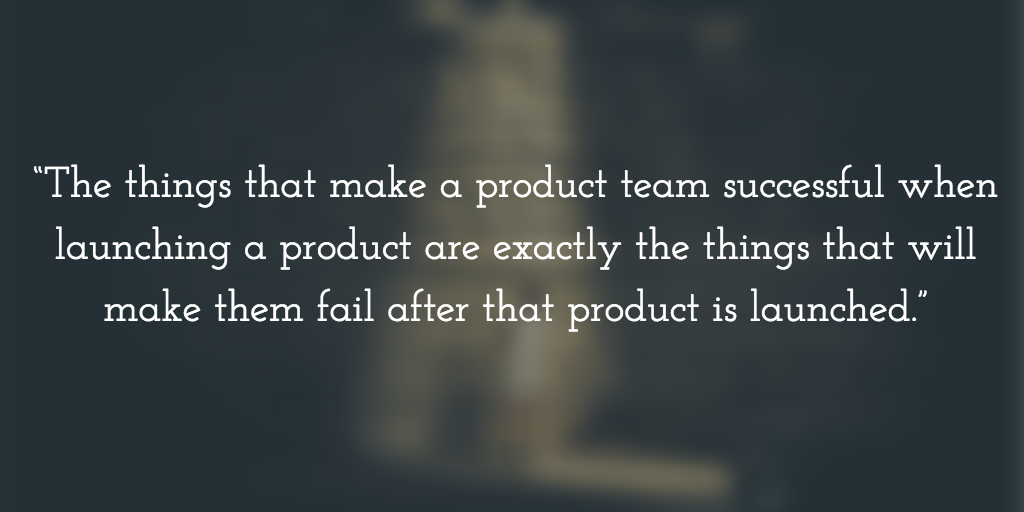 “The things that make a product team successful when
launching a product are exactly the things that will
make them fail after that product is launched.”